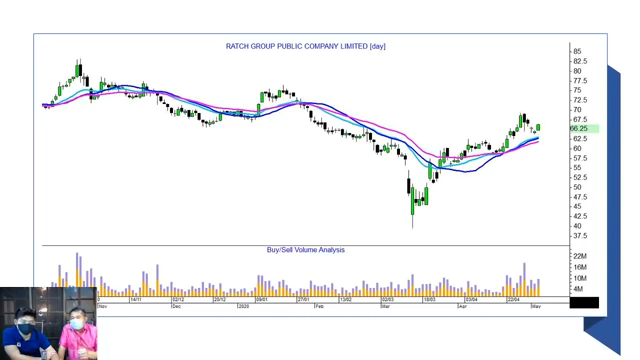 RATCH GROUP PUBLIC COMPANY LIMITED [day]
85
82.5
80
77.5
75
72.5
70
67.5
66.25
62.5
60
57.5
55
52.5
50
47.5
45
42.5
40
37.5
Buy/Sell Volume Analysis
22M
16M
10M
4M
14/11 02/12 20/12 09/01 27/01 13/02 02/03 18/03 03/04 22/04
Nov Dec 2020 Feb Mar Apr May